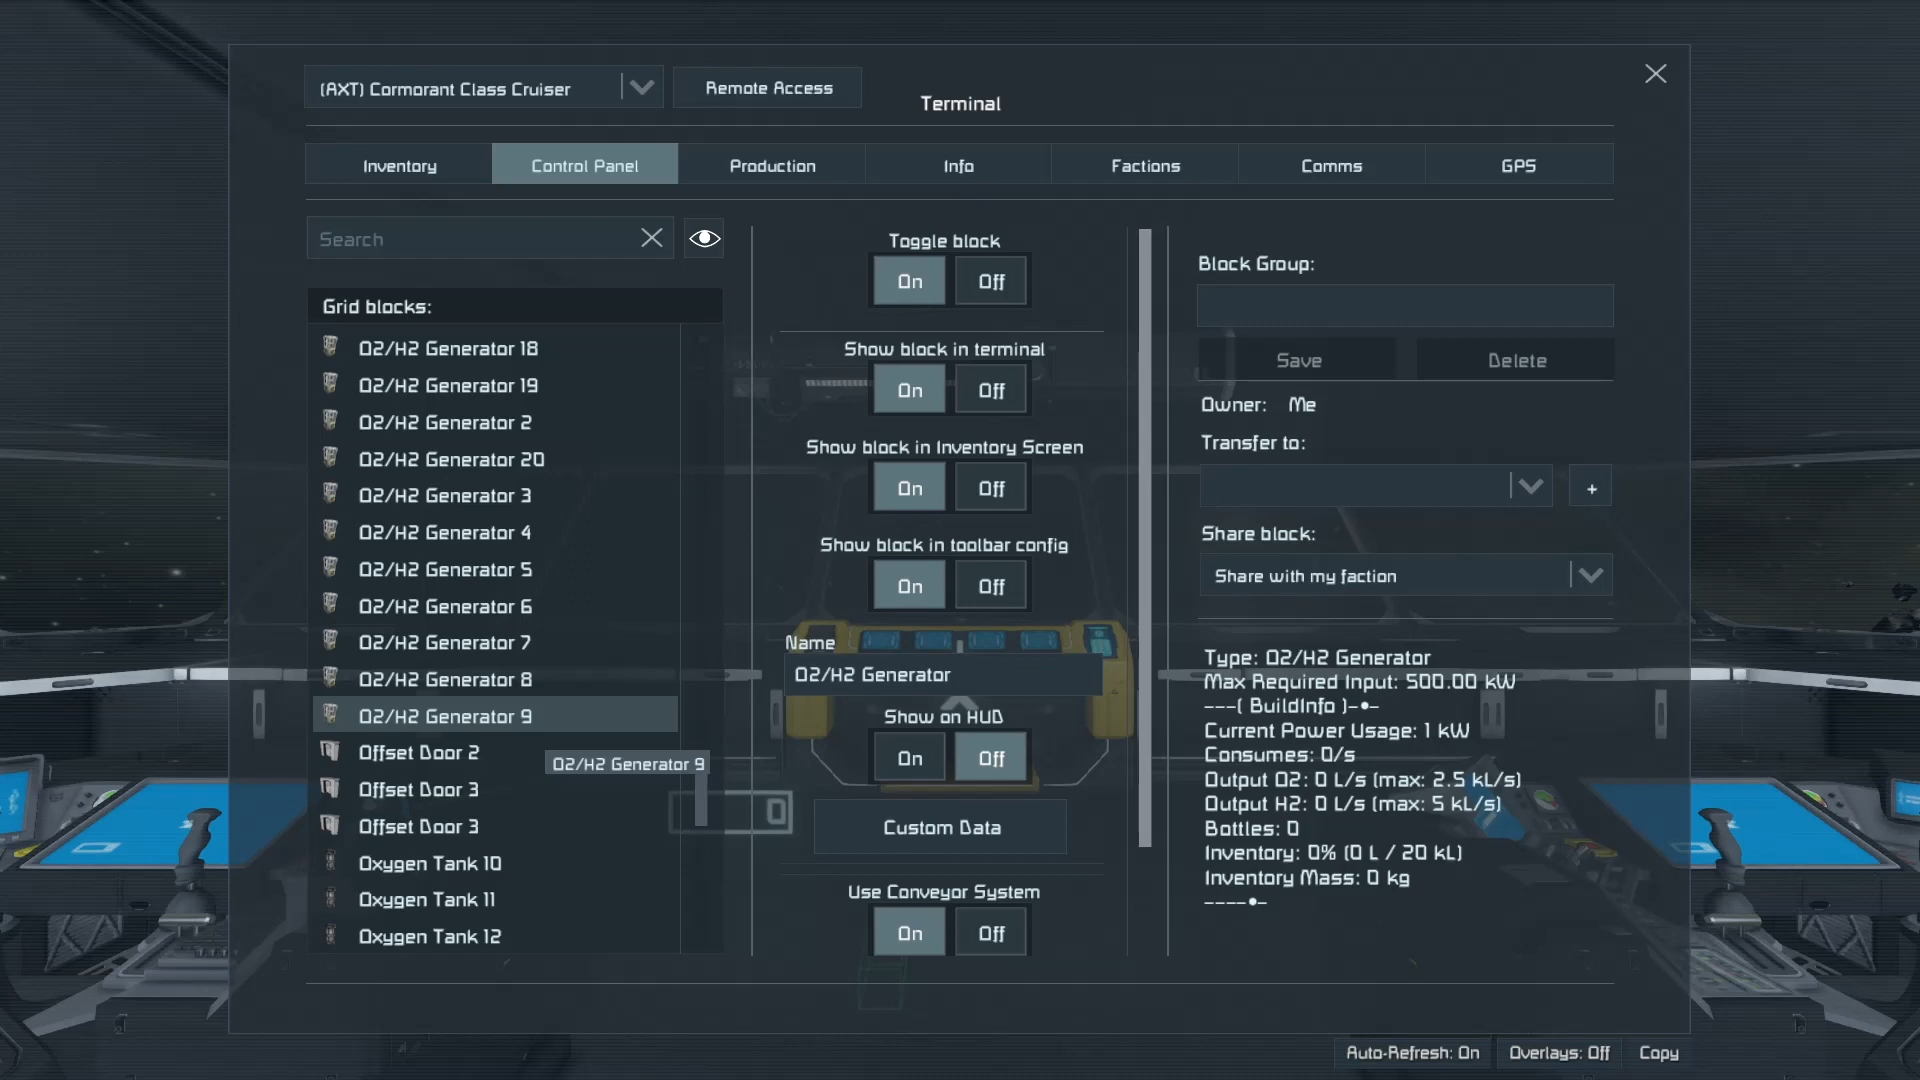 (AXT) Cormorant Class Cruiser
Remote Access
Terminal
Inventory
Control Panel
Production
Info
Factions
Comms
GPS
Search
Grid blocks:
O2/H2 Generator 18
O2/H2 Generator 19
O2/H2 Generator 2
O2/H2 Generator 20
O2/H2 Generator 3
O2/H2 Generator 4
O2/H2 Generator 5
O2/H2 Generator 6
O2/H2 Generator 7
O2/H2 Generator 8
O2/H2 Generator 9
Offset Door 2
O2/H2 Generator 9
Offset Door 3
Offset Door 3
Oxygen Tank 10
Oxygen Tank 11
Oxygen Tank 12
0
Toggle block
On
Off
Show block in terminal
On
Off
Show block in Inventory Screen
On
Off
Show block in toolbar config
On
Off
Name
O2/H2 Generator
Show on HUD
On
Off
Custom Data
Use Conveyor System
On
Off
Block Group:
Save
Delete
Owner: Me
Transfer to:
+
Share block:
Share with my faction
Type: O2/H2 Generator
Max Required Input: 500.00 kW
---( BuildInfo )-•-
Current Power Usage: 1 kW
Consumes: 0/s
Output O2: 0 L/s (max: 2.5 kL/s)
Output H2: 0 L/s (max: 5 kL/s)
Bottles: 0
Inventory: 0% (0 L / 20 kL)
Inventory Mass: 0 kg
----•-
Auto-Refresh: On
Overlays: Off
Copy